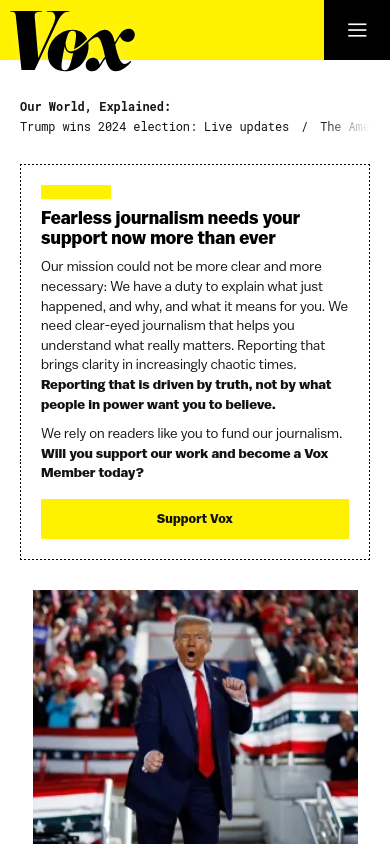 Vox
Our World, Explained:
Trump wins 2024 election: Live updates / The Ame
Fearless journalism needs your
support now more than ever
Our mission could not be more clear and more
necessary: We have a duty to explain what just
happened, and why, and what it means for you. We
need clear-eyed journalism that helps you
understand what really matters. Reporting that
brings clarity in increasingly chaotic times.
Reporting that is driven by truth, not by what
people in power want you to believe.
We rely on readers like you to fund our journalism.
Will you support our work and become a Vox
Member today?
Support Vox